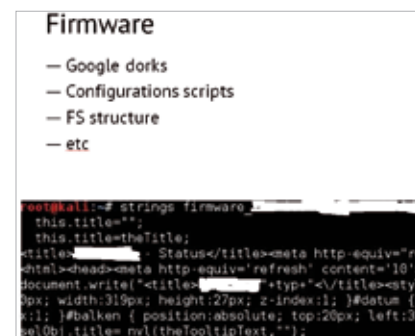 Firmware
— Google dorks
— Configurations scripts
— FS structure
— etc
root@kali:~# strings firmware_
this.title="";
this.title=theTitle;
<title> - Status</title><meta http-equiv="r
<html><head><meta http-equiv='refresh' content='10
document.write("<title> "+typ+"<\/title><sty
0px; width:319px; height:27px; z-index:1; }#datum {
x:1; }#balken { position:absolute; top:20px; left:
selObj.title= nvl(theTooltipText,"");